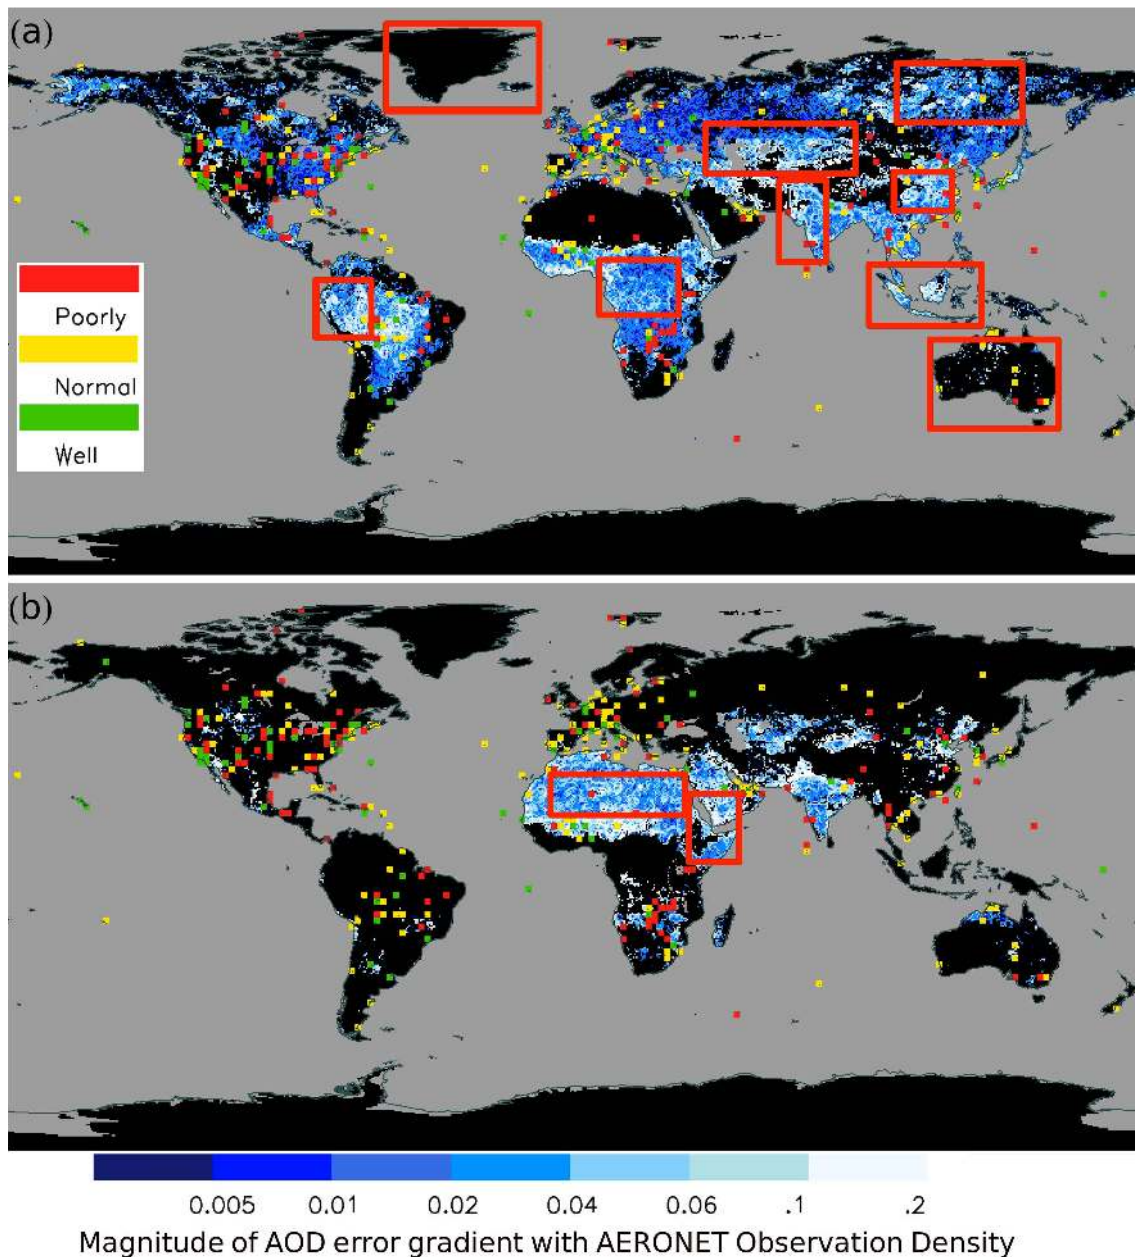 (a)
Poorly
Normal
Well
(b)
0.005 0.01 0.02 0.04 0.06 .1 .2
Magnitude of AOD error gradient with AERONET Observation Density